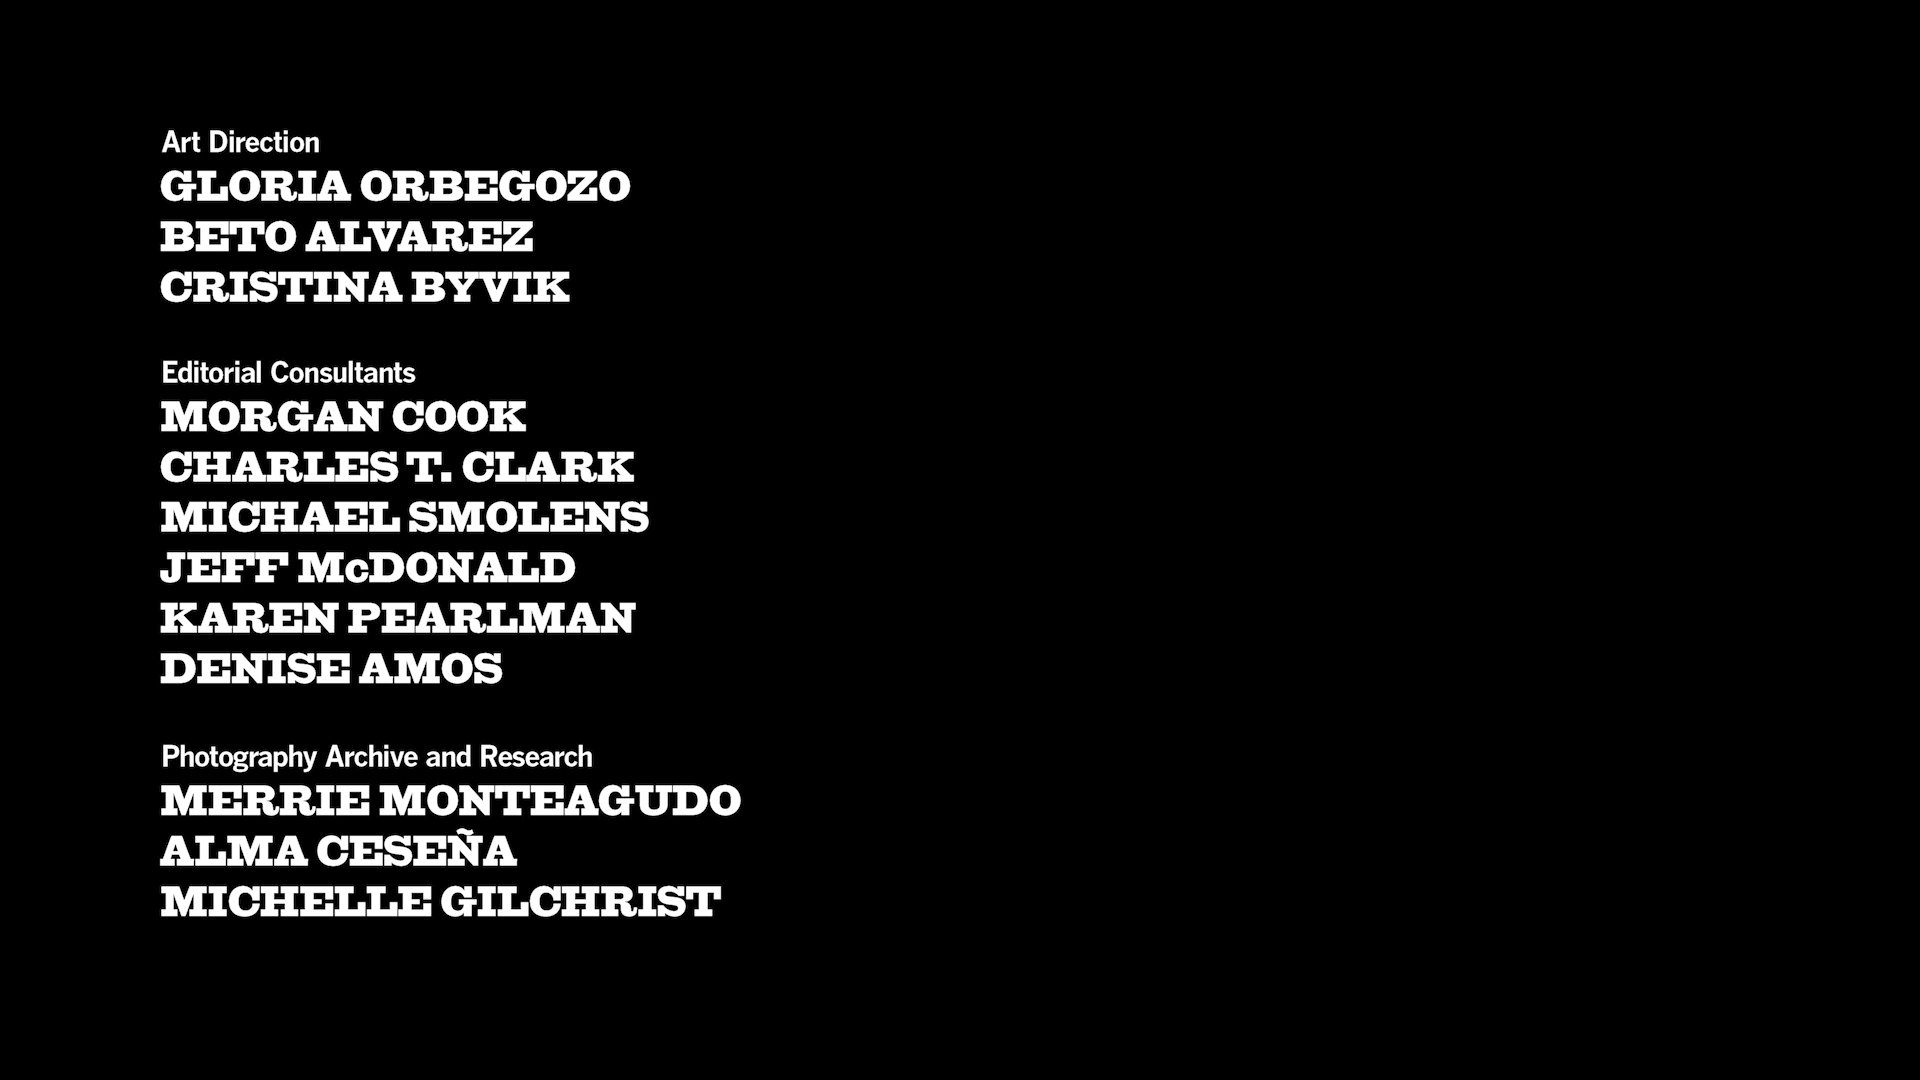 Art Direction
GLORIA ORBEGOZO
BETO ALVAREZ
CRISTINA BYVIK
Editorial Consultants
MORGAN COOK
CHARLES T. CLARK
MICHAEL SMOLENS
JEFF McDONALD
KAREN PEARLMAN
DENISE AMOS
Photography Archive and Research
MERRIE MONTEAGUDO
ALMA CESEÑA
MICHELLE GILCHRIST